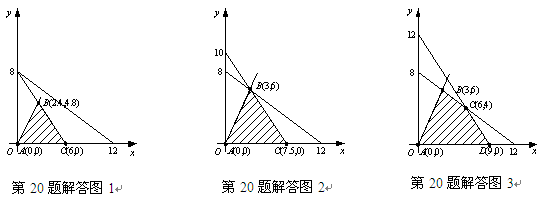 y
8
B(2.4,4.8)
O A(0,0) C(6,0) 12 x
第 20 题解答图 1
y
10
8
B(3,6)
O A(0,0) C(7.5,0) 12 x
第 20 题解答图 2
y
12
8
B(3,6)
C(6,4)
O A(0,0) D(9,0) 12 x
第 20 题解答图 3